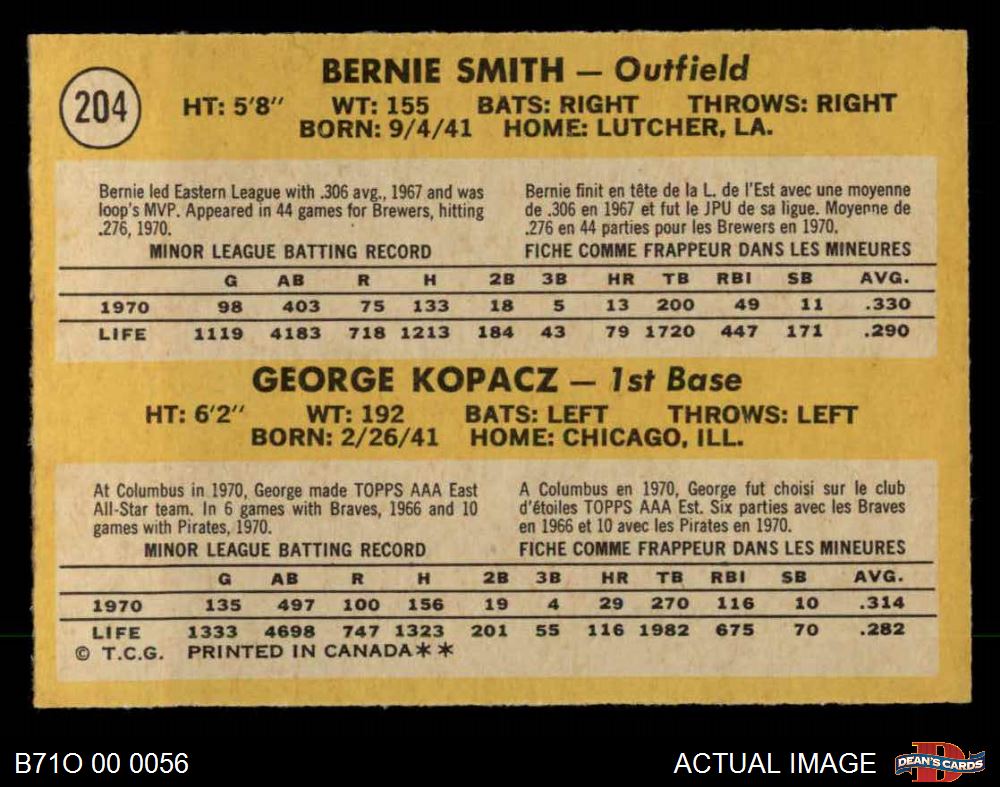 204
BERNIE SMITH — Outfield
HT: 5'8" WT: 155 BATS: RIGHT THROWS: RIGHT
BORN: 9/4/41 HOME: LUTCHER, LA.
Bernie led Eastern League with .306 avg., 1967 and was
loop's MVP. Appeared in 44 games for Brewers, hitting
.276, 1970.
MINOR LEAGUE BATTING RECORD
Bernie finit en tête de la L. de l'Est avec une moyenne
de .306 en 1967 et fut le JPU de sa ligue. Moyenne de
.276 en 44 parties pour les Brewers en 1970.
FICHE COMME FRAPPEUR DANS LES MINEURES
G AB R H 2B 3B HR TB RBI SB AVG.
1970 98 403 75 133 18 5 13 200 49 11 .330
LIFE 1119 4183 718 1213 184 43 79 1720 447 171 .290
GEORGE KOPACZ — 1st Base
HT: 6'2" WT: 192 BATS: LEFT THROWS: LEFT
BORN: 2/26/41 HOME: CHICAGO, ILL.
At Columbus in 1970, George made TOPPS AAA East
All-Star team. In 6 games with Braves, 1966 and 10
games with Pirates, 1970.
MINOR LEAGUE BATTING RECORD
A Columbus en 1970, George fut choisi sur le club
d'étoiles TOPPS AAA Est. Six parties avec les Braves
en 1966 et 10 avec les Pirates en 1970.
FICHE COMME FRAPPEUR DANS LES MINEURES
G AB R H 2B 3B HR TB RBI SB AVG.
1970 135 497 100 156 19 4 29 270 116 10 .314
LIFE 1333 4698 747 1323 201 55 116 1982 675 70 .282
© T.C.G. PRINTED IN CANADA**
B71O 00 0056
ACTUAL IMAGE
DEAN'S CARDS